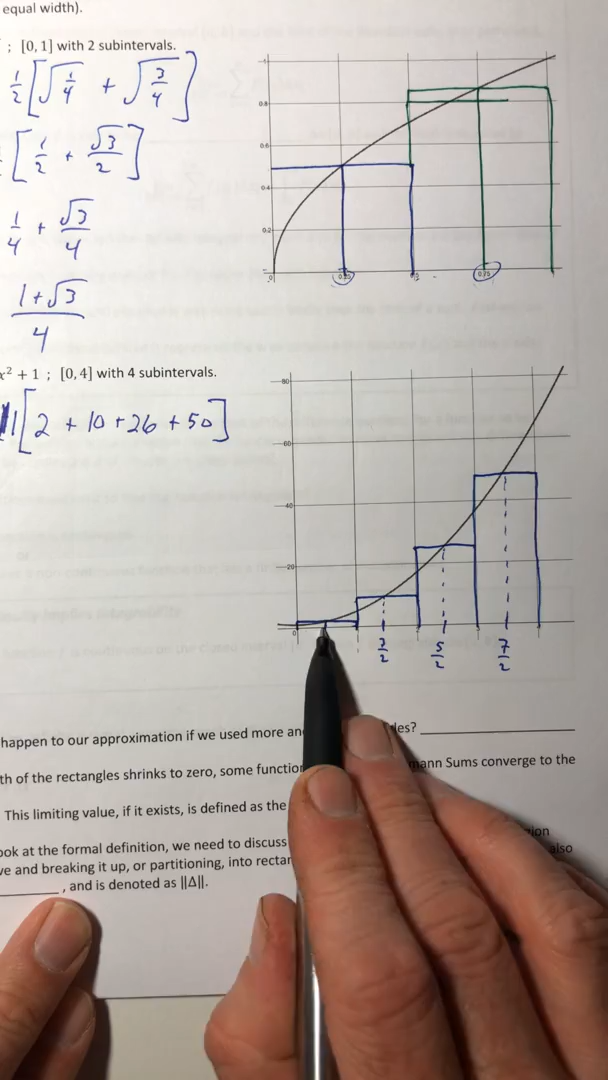 equal width).
; [0, 1] with 2 subintervals.
1/2 [√1/4 + √3/4]
[1/2 + √3/2]
1/4 + √3/4
1+√3 / 4
1
0.8
0.6
0.4
0.2
0
0.75
x² + 1 ; [0, 4] with 4 subintervals.
1[2 + 10 + 26 + 50]
80
60
40
20
0
3/2 5/2 7/2
happen to our approximation if we used more an
th of the rectangles shrinks to zero, some functio mann Sums converge to the
This limiting value, if it exists, is defined as the
ook at the formal definition, we need to discuss
ve and breaking it up, or partitioning, into rectan also
, and is denoted as ||Δ||.